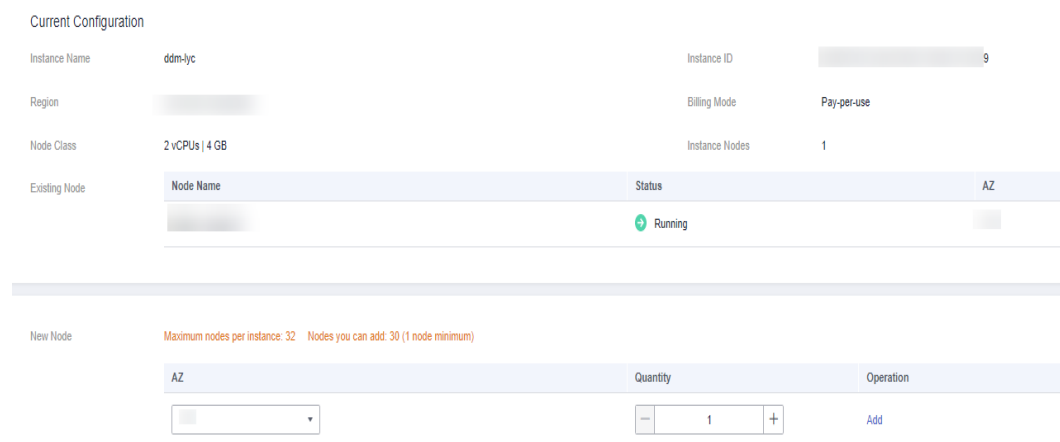 Current Configuration
Instance Name ddm-lyc Instance ID 9
Region Billing Mode Pay-per-use
Node Class 2 vCPUs | 4 GB Instance Nodes 1
Existing Node Node Name Status AZ
Running
New Node Maximum nodes per instance: 32 Nodes you can add: 30 (1 node minimum)
AZ Quantity Operation
1 Add